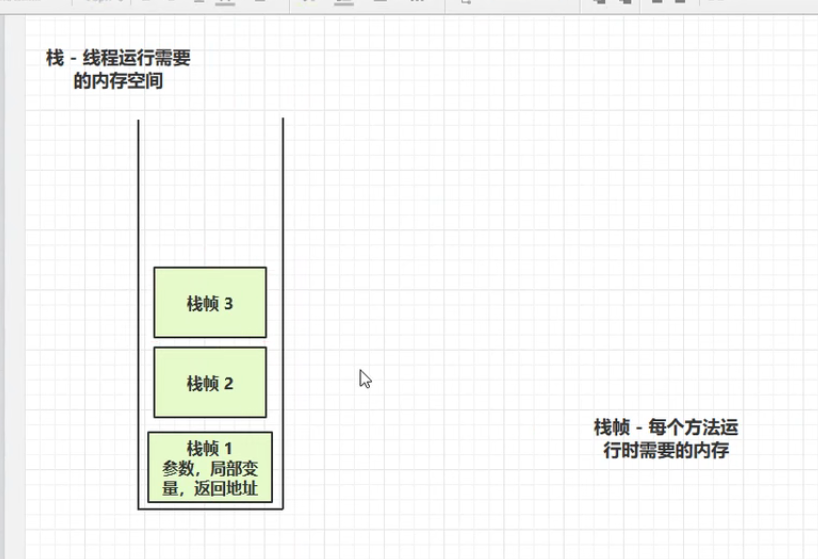 栈 - 线程运行需要
的内存空间
栈帧 3
栈帧 2
栈帧 1
参数，局部变
量，返回地址
栈帧 - 每个方法运
行时需要的内存